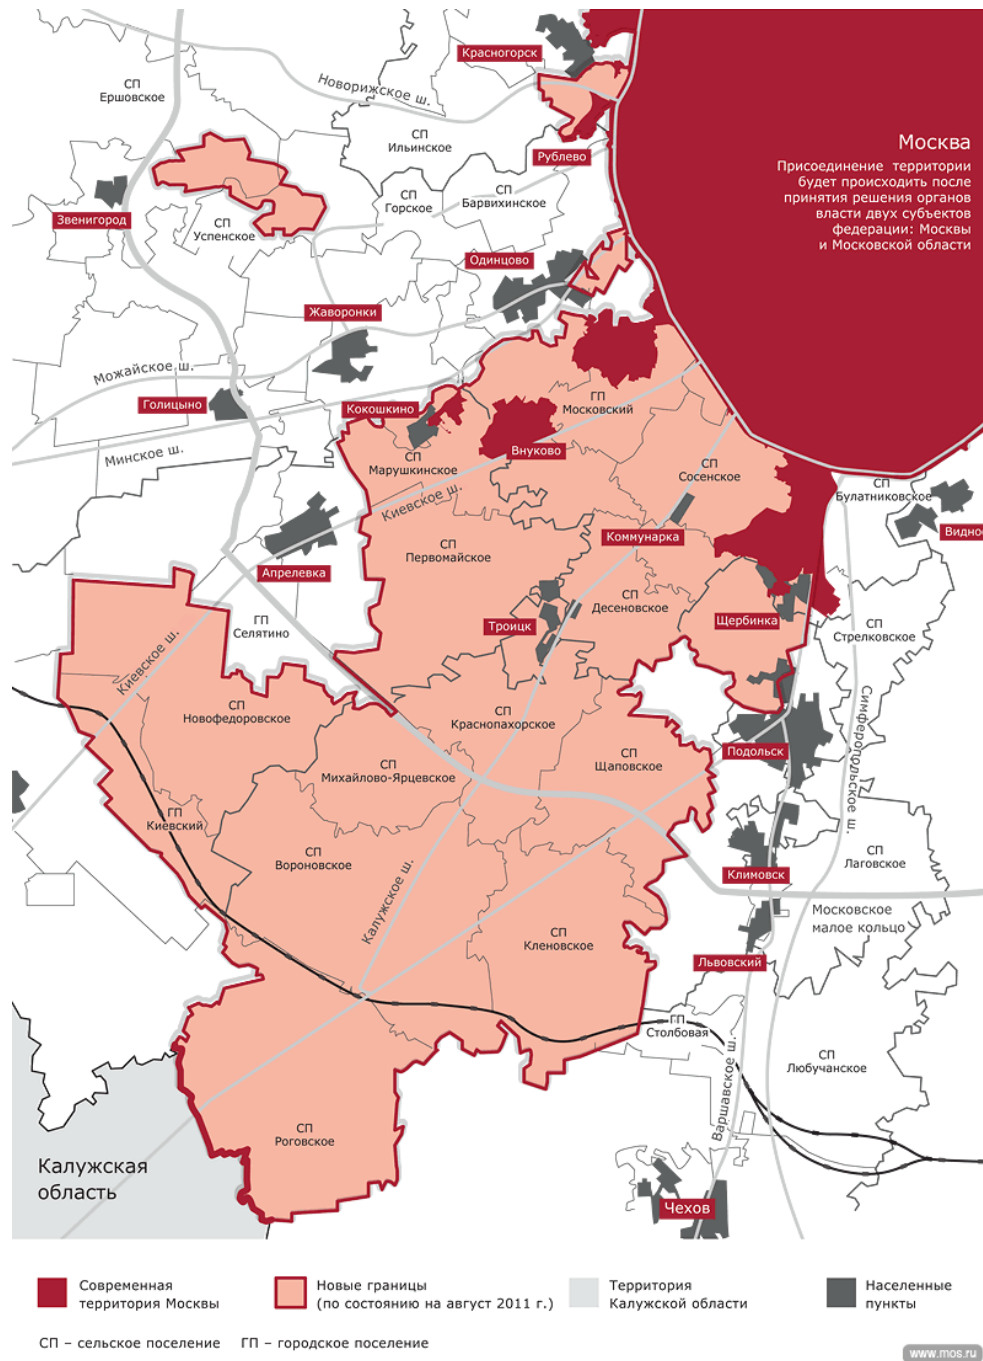 Красногорск
СП
Ершовское
Новорижское ш.
СП
Ильинское
Москва
Присоединение территории
будет происходить после
принятия решения органов
власти двух субъектов
федерации: Москвы
и Московской области
Рублево
Звенигород
СП
Успенское
СП
Горское
СП
Барвихинское
Одинцово
Жаворонки
Можайское ш.
Голицыно
Кокошкино
ГП
Московский
Минское ш.
Внуково
СП
Марушкинское
СП
Сосенское
СП
Булатниковское
Киевское ш.
Видно
Коммунарка
СП
Первомайское
Апрелевка
СП
Десеновское
Троицк
Щербинка
ГП
Селятино
СП
Стрелковское
Киевское ш.
СП
Новофедоровское
СП
Краснопахорское
Симферопольское ш.
СП
Михайлово-Ярцевское
СП
Щаповское
Подольск
ГП
Киевский
СП
Вороновское
СП
Лаговское
Климовск
Калужское ш.
Московское
малое кольцо
СП
Кленовское
Львовский
ГП
Столбовая
Варшавское ш.
СП
Любучанское
СП
Роговское
Калужская
область
Чехов
Современная
территория Москвы
Новые границы
(по состоянию на август 2011 г.)
Территория
Калужской области
Населенные
пункты
СП – сельское поселение ГП – городское поселение
www.mos.ru